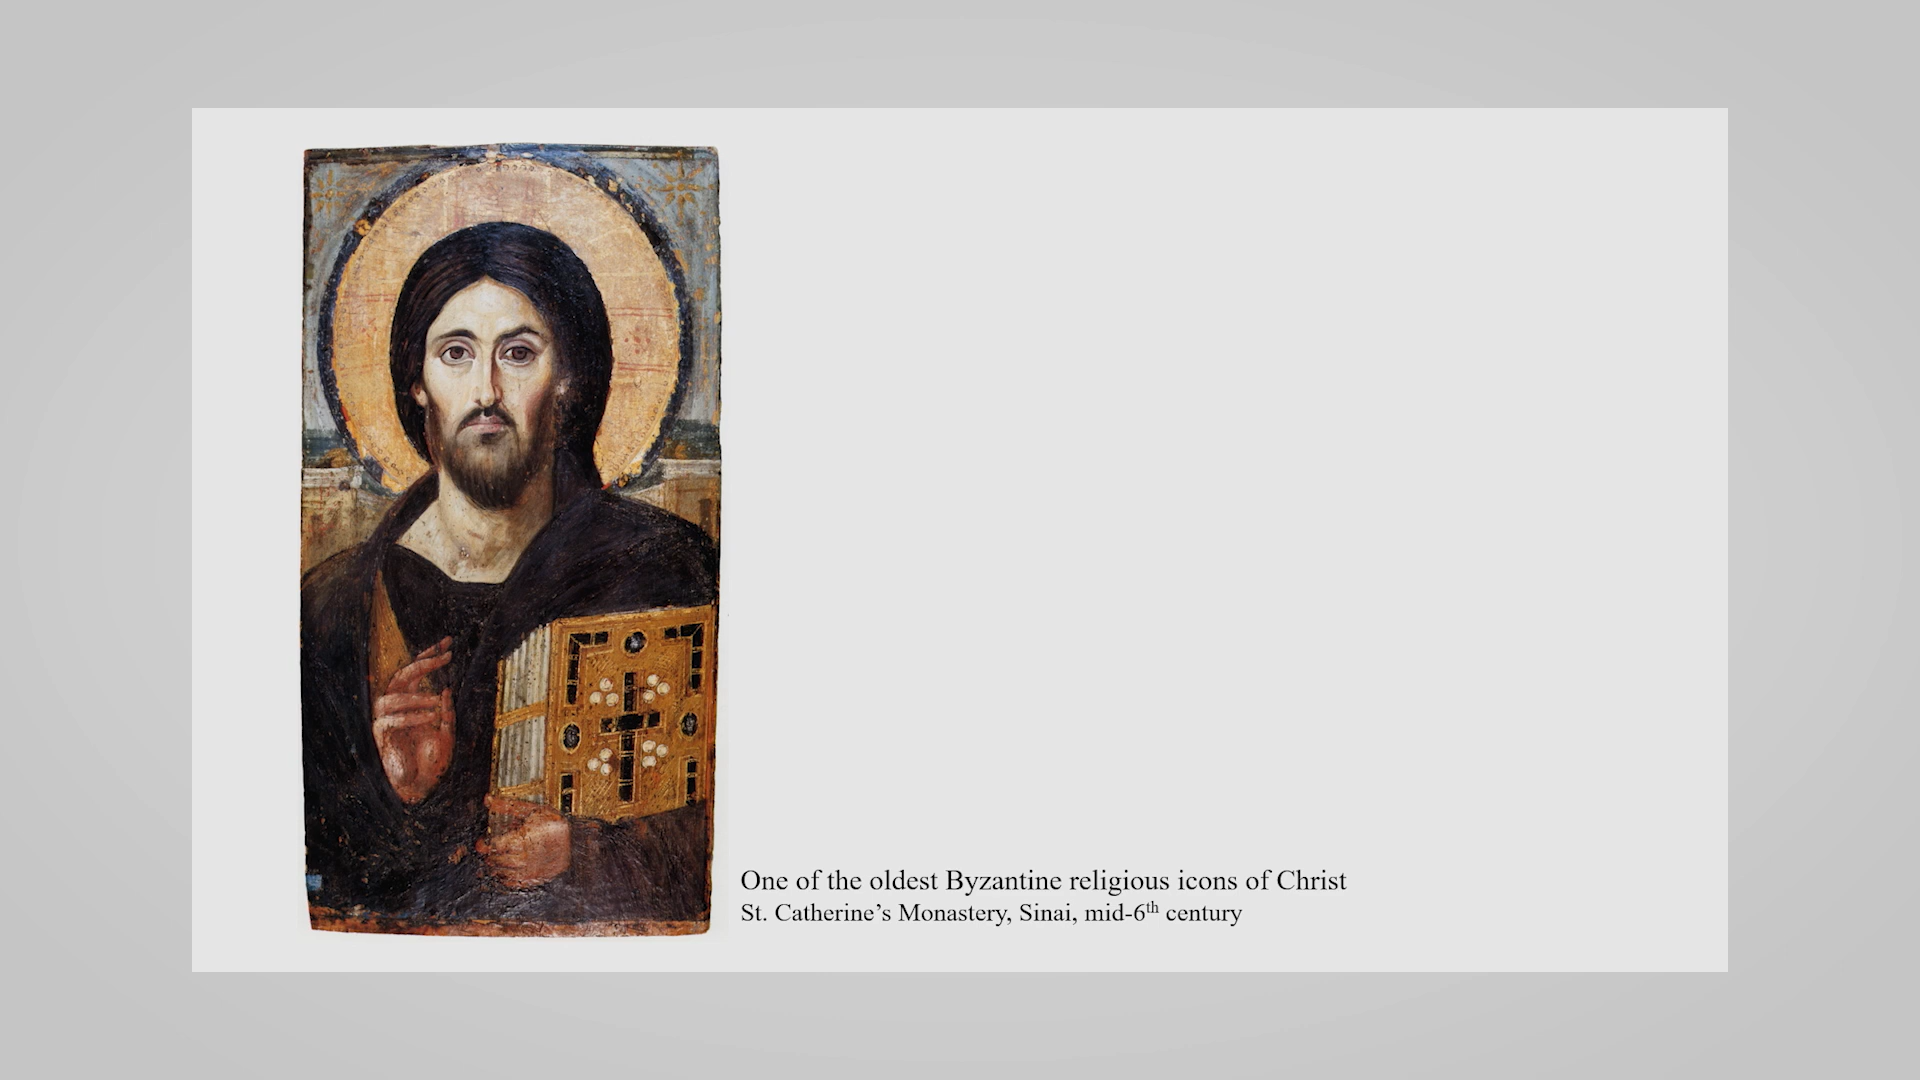 One of the oldest Byzantine religious icons of Christ
St. Catherine’s Monastery, Sinai, mid-6th century